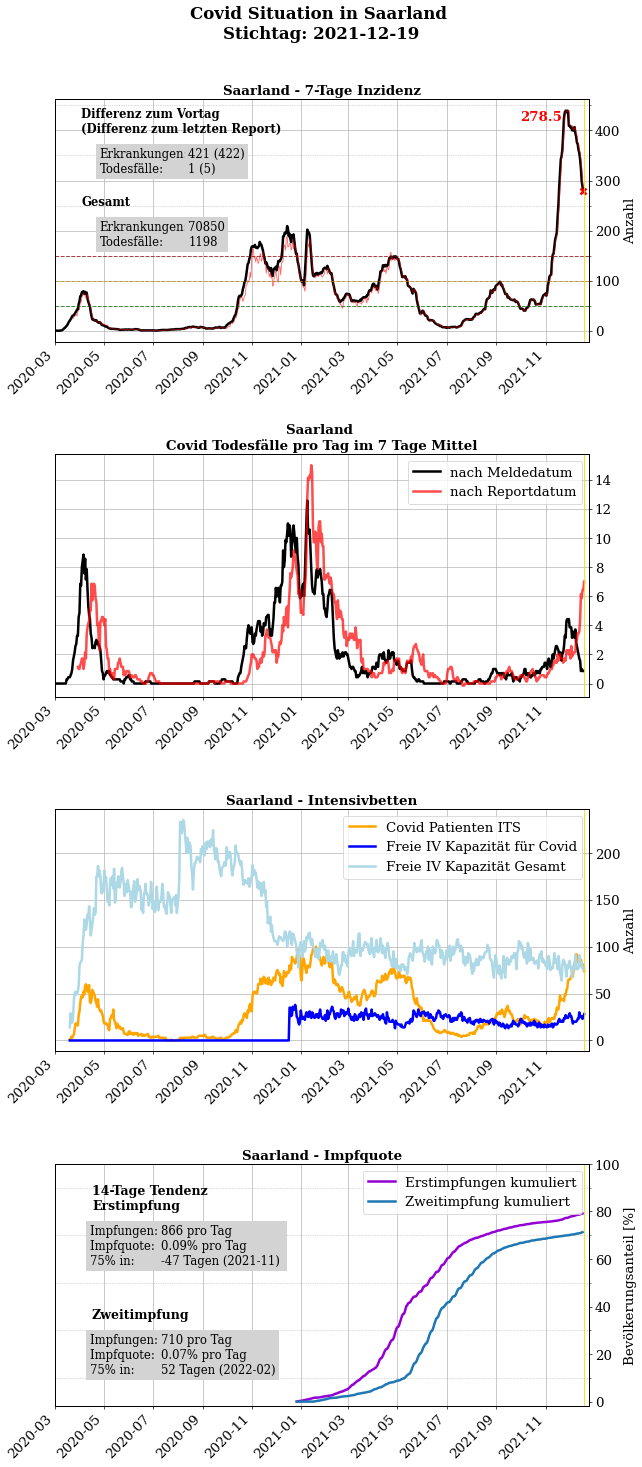 Covid Situation in Saarland
Stichtag: 2021-12-19
Saarland - 7-Tage Inzidenz
Differenz zum Vortag
(Differenz zum letzten Report)
Erkrankungen 421 (422)
Todesfälle: 1 (5)
Gesamt
Erkrankungen 70850
Todesfälle: 1198
278.5
400
300
200
100
0
Anzahl
2020-03 2020-05 2020-07 2020-09 2020-11 2021-01 2021-03 2021-05 2021-07 2021-09 2021-11
Saarland
Covid Todesfälle pro Tag im 7 Tage Mittel
nach Meldedatum
nach Reportdatum
14
12
10
8
6
4
2
0
2020-03 2020-05 2020-07 2020-09 2020-11 2021-01 2021-03 2021-05 2021-07 2021-09 2021-11
Saarland - Intensivbetten
Covid Patienten ITS
Freie IV Kapazität für Covid
Freie IV Kapazität Gesamt
200
150
100
50
0
Anzahl
2020-03 2020-05 2020-07 2020-09 2020-11 2021-01 2021-03 2021-05 2021-07 2021-09 2021-11
Saarland - Impfquote
14-Tage Tendenz
Erstimpfung
Impfungen: 866 pro Tag
Impfquote: 0.09% pro Tag
75% in: -47 Tagen (2021-11)
Zweitimpfung
Impfungen: 710 pro Tag
Impfquote: 0.07% pro Tag
75% in: 52 Tagen (2022-02)
Erstimpfungen kumuliert
Zweitimpfung kumuliert
100
80
60
40
20
0
Bevölkerungsanteil [%]
2020-03 2020-05 2020-07 2020-09 2020-11 2021-01 2021-03 2021-05 2021-07 2021-09 2021-11